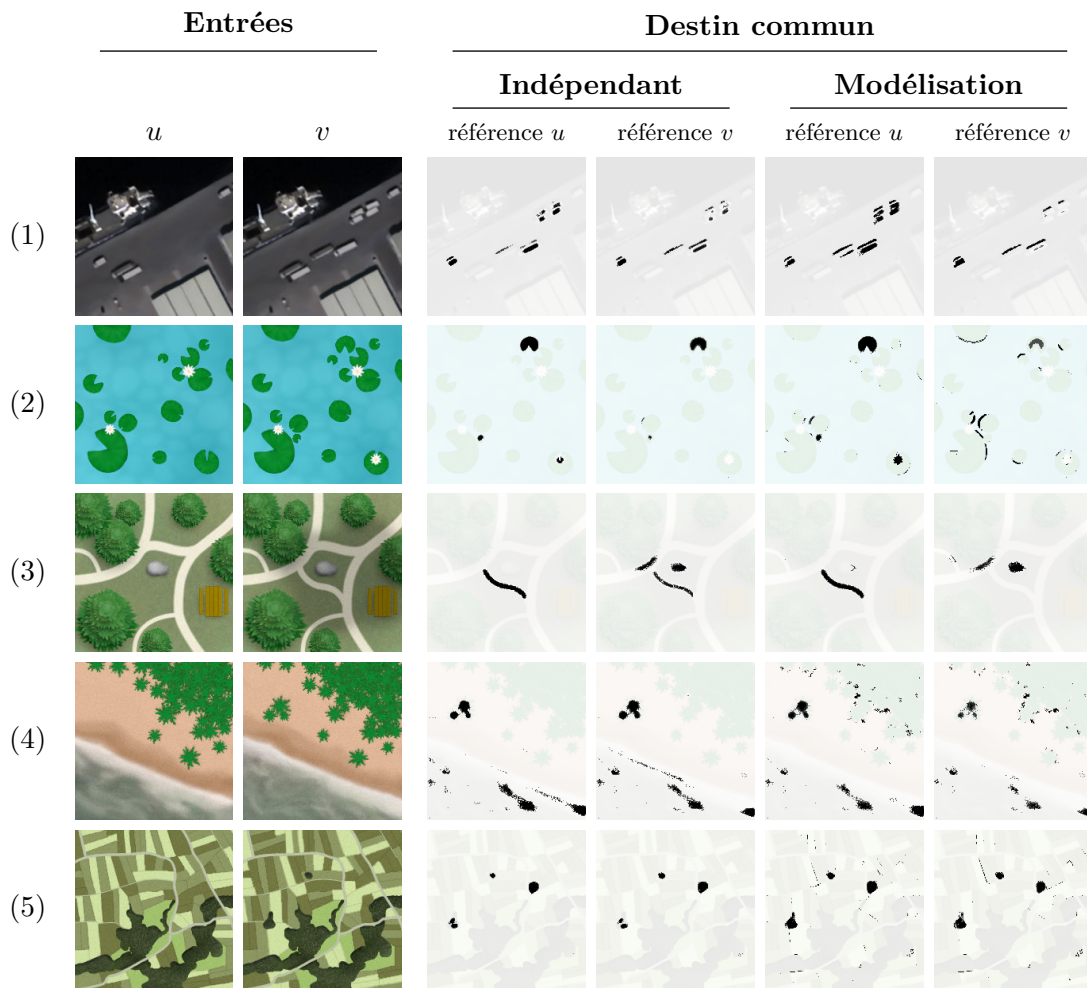 Entrées Destin commun
Indépendant Modélisation
u v référence u référence v référence u référence v
(1)
(2)
(3)
(4)
(5)